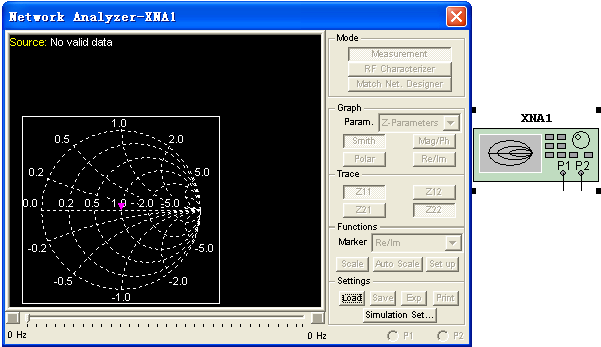 Network Analyzer-XNA1
Source: No valid data
1.0
0.5 2.0
0.2 5.0
0.0 0.2 0.5 1.0 -2.0 -5.0
-0.2 -5.0
-0.5 -2.0
-1.0
0 Hz 0 Hz
Mode
Measurement
RF Characterizer
Match Net. Designer
Graph
Param. Z-Parameters
Smith Mag/Ph
Polar Re/Im
Trace
Z11 Z12
Z21 Z22
Functions
Marker Re/Im
Scale Auto Scale Set up
Settings
Load Save Exp Print
Simulation Set...
P1 P2
XNA1
P1 P2